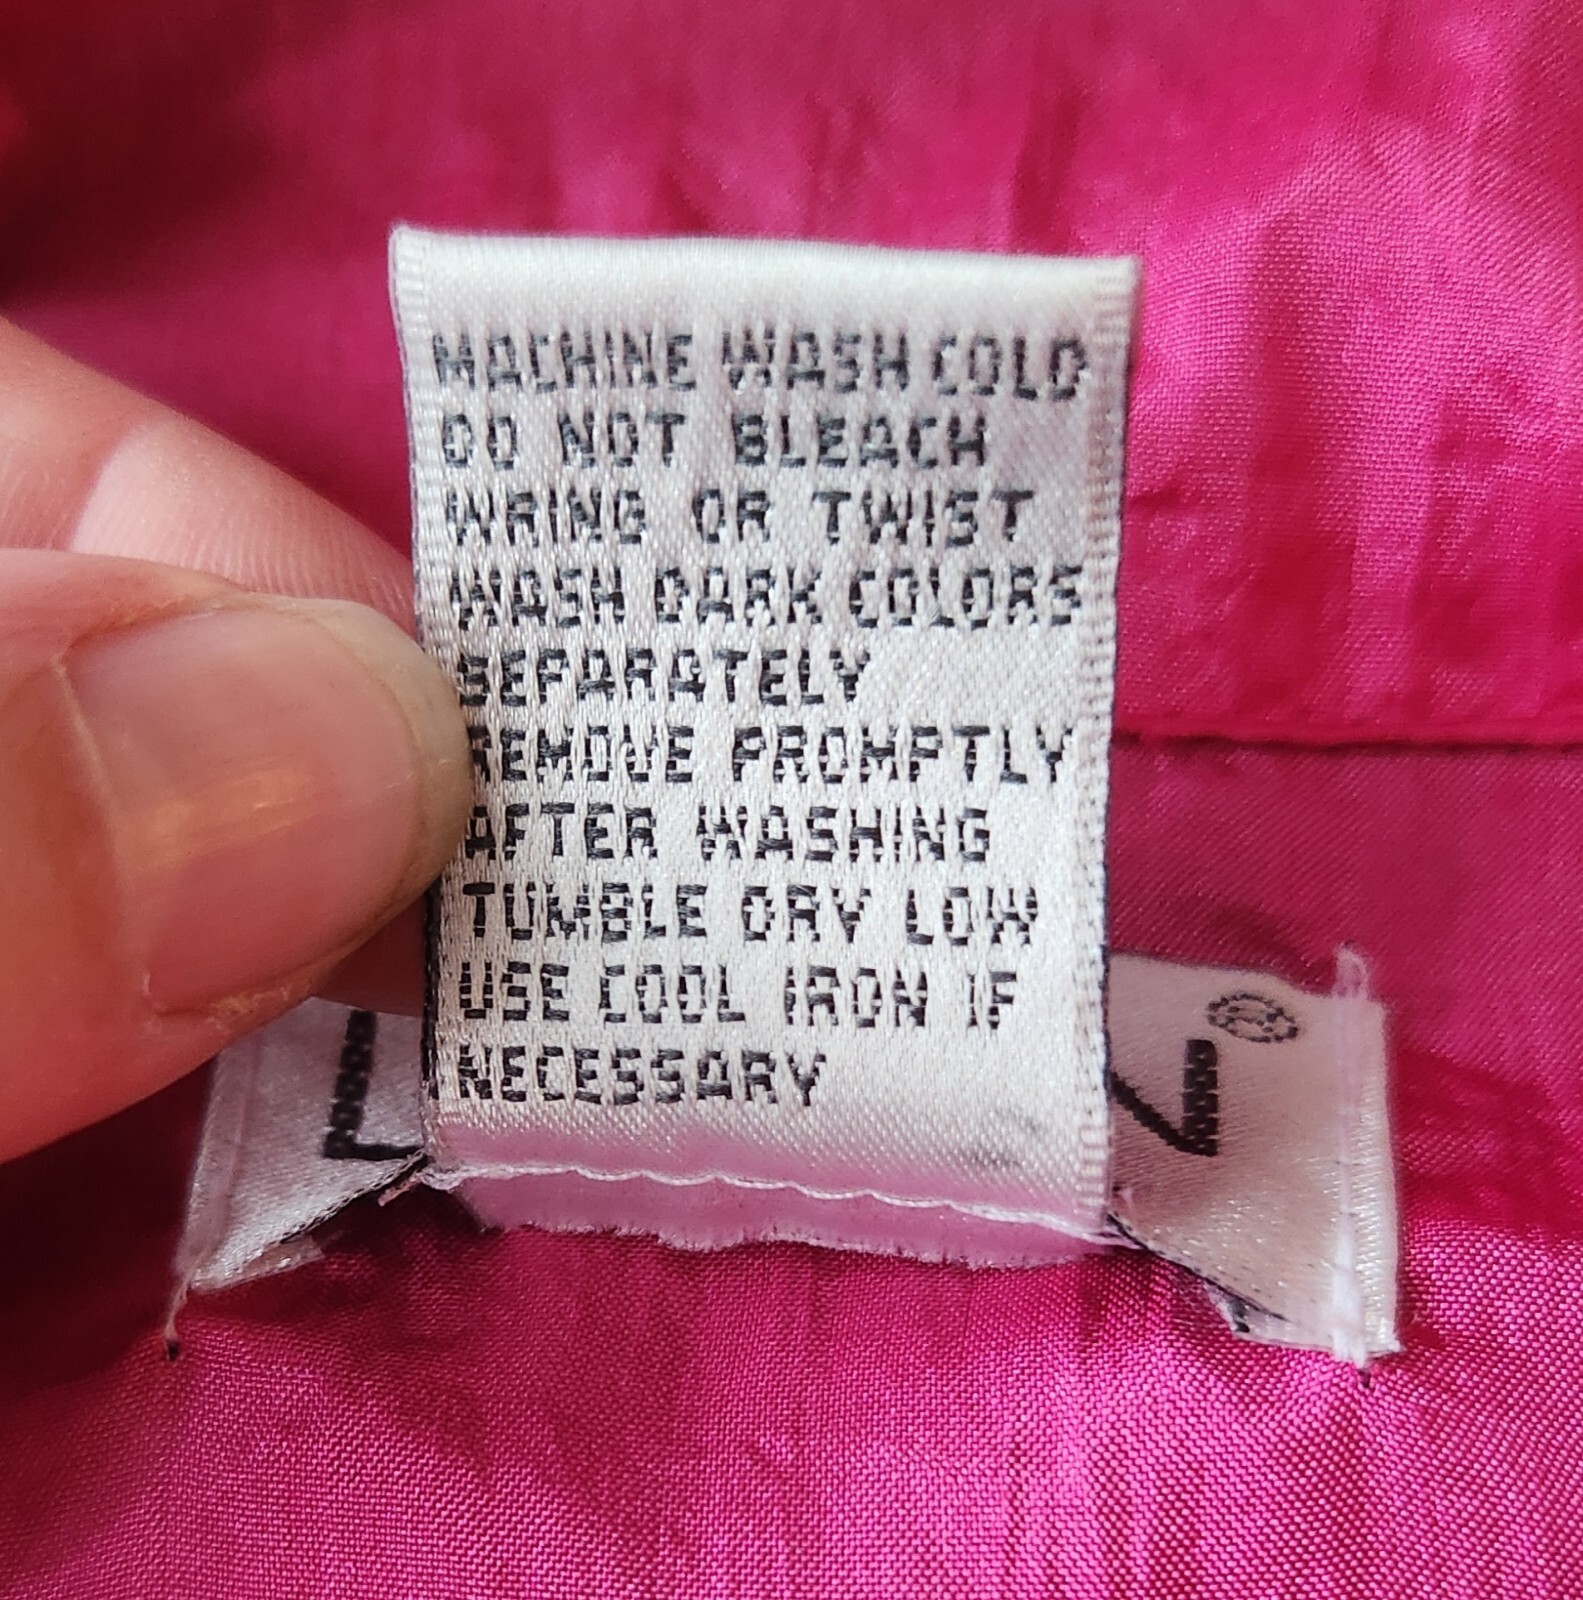 MACHINE WASH COLD
DO NOT BLEACH
WRING OR TWIST
WASH DARK COLORS
SEPARATELY
REMOVE PROMPTLY
AFTER WASHING
TUMBLE DRY LOW
USE COOL IRON IF
NECESSARY